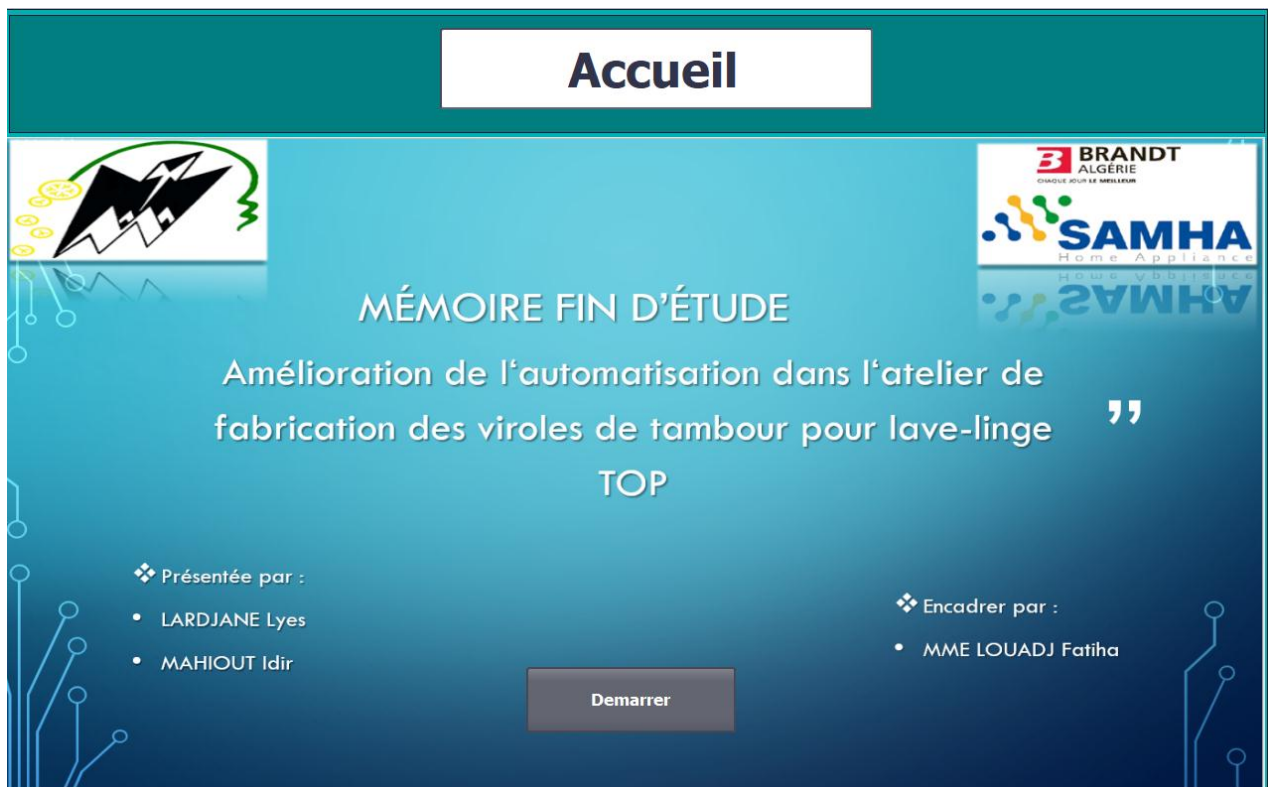 Accueil
BRANDT
ALGÉRIE
CHAQUE JOUR LE MEILLEUR
SAMHA
Home Appliance
MÉMOIRE FIN D’ÉTUDE
Amélioration de l‘automatisation dans l‘atelier de
fabrication des viroles de tambour pour lave-linge
TOP
”
❖ Présentée par :
• LARDJANE Lyes
• MAHIOUT Idir
❖ Encadrer par :
• MME LOUADJ Fatiha
Demarrer